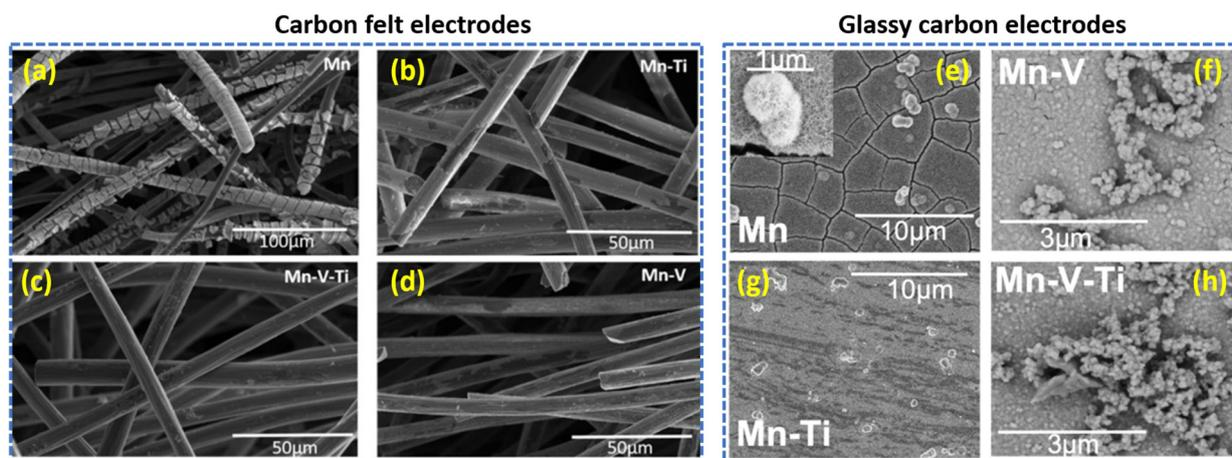 Carbon felt electrodes
Glassy carbon electrodes
(a)
Mn
100μm
(b)
Mn-Ti
50μm
(c)
Mn-V-Ti
50μm
(d)
Mn-V
50μm
1μm
(e)
Mn
10μm
Mn-V
(f)
3μm
(g)
10μm
Mn-Ti
Mn-V-Ti
(h)
3μm